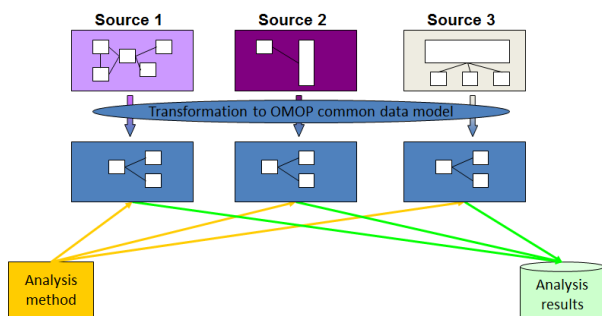 Source 1 Source 2 Source 3
Transformation to OMOP common data model
Analysis
method
Analysis
results